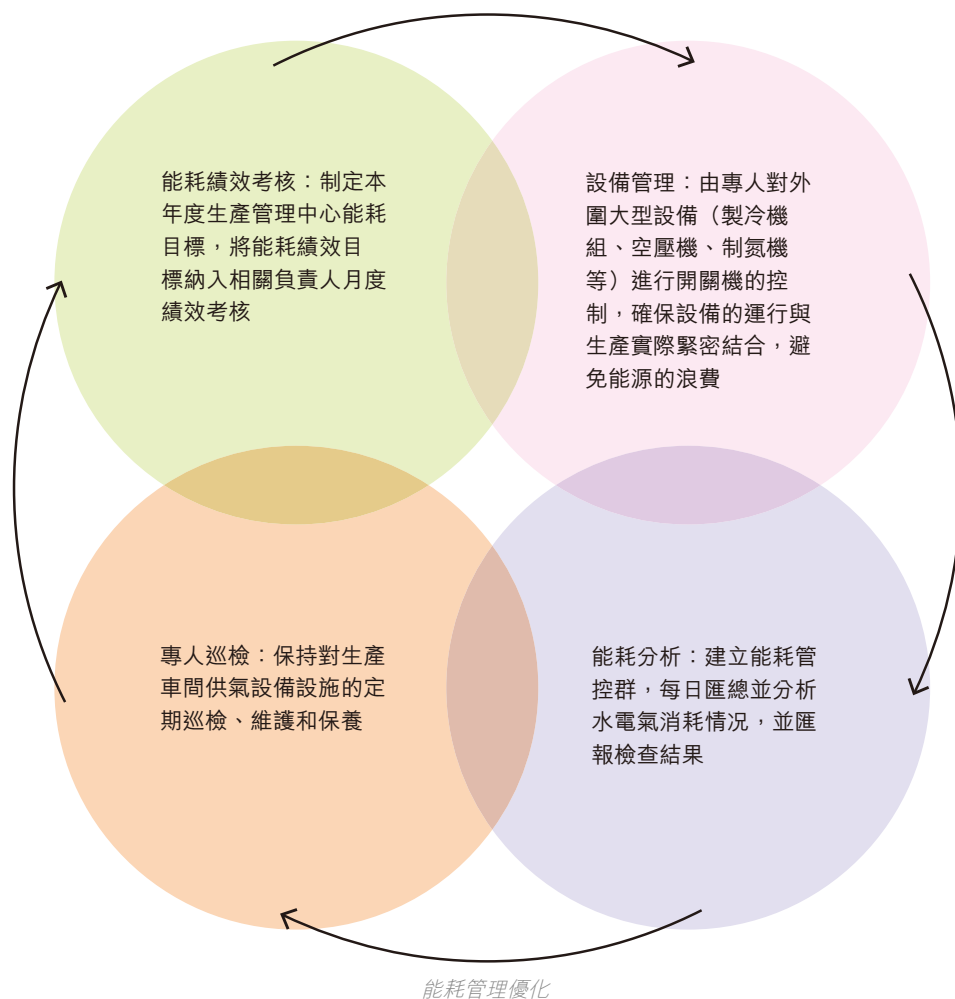 能耗績效考核：制定本
年度生產管理中心能耗
目標，將能耗績效目
標納入相關負責人月度
績效考核
設備管理：由專人對外
圍大型設備（製冷機
組、空壓機、制氮機
等）進行開關機的控
制，確保設備的運行與
生產實際緊密結合，避
免能源的浪費
專人巡檢：保持對生產
車間供氣設備設施的定
期巡檢、維護和保養
能耗分析：建立能耗管
控群，每日匯總並分析
水電氣消耗情況，並匯
報檢查結果
能耗管理優化